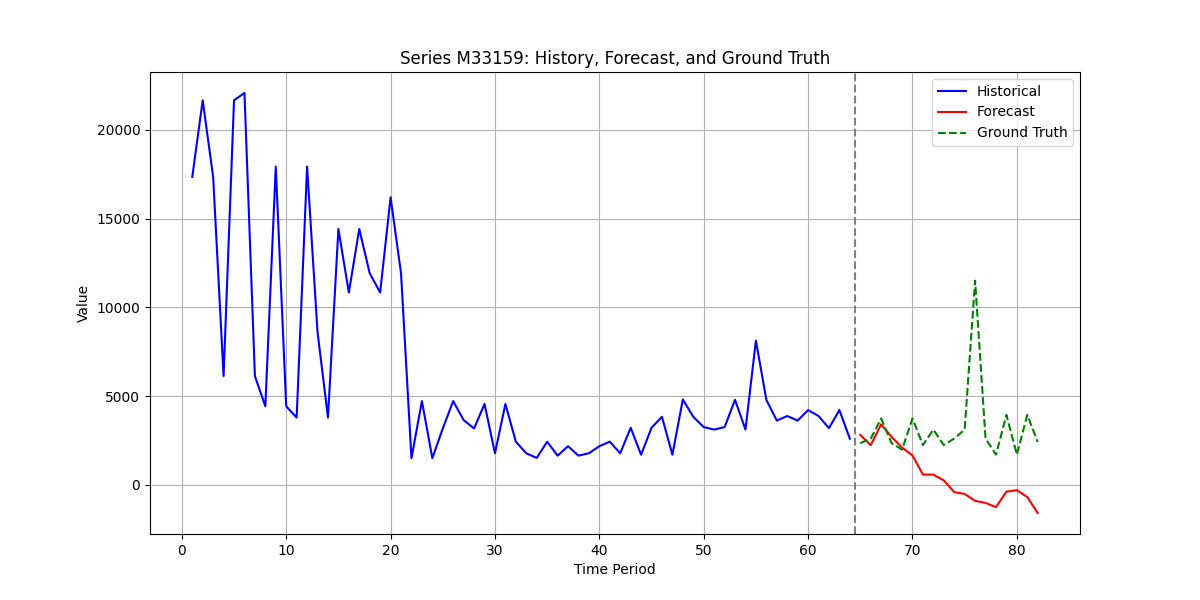 Series M33159: History, Forecast, and Ground Truth
Historical
Forecast
Ground Truth
20000
15000
10000
5000
0
Value
0 10 20 30 40 50 60 70 80
Time Period